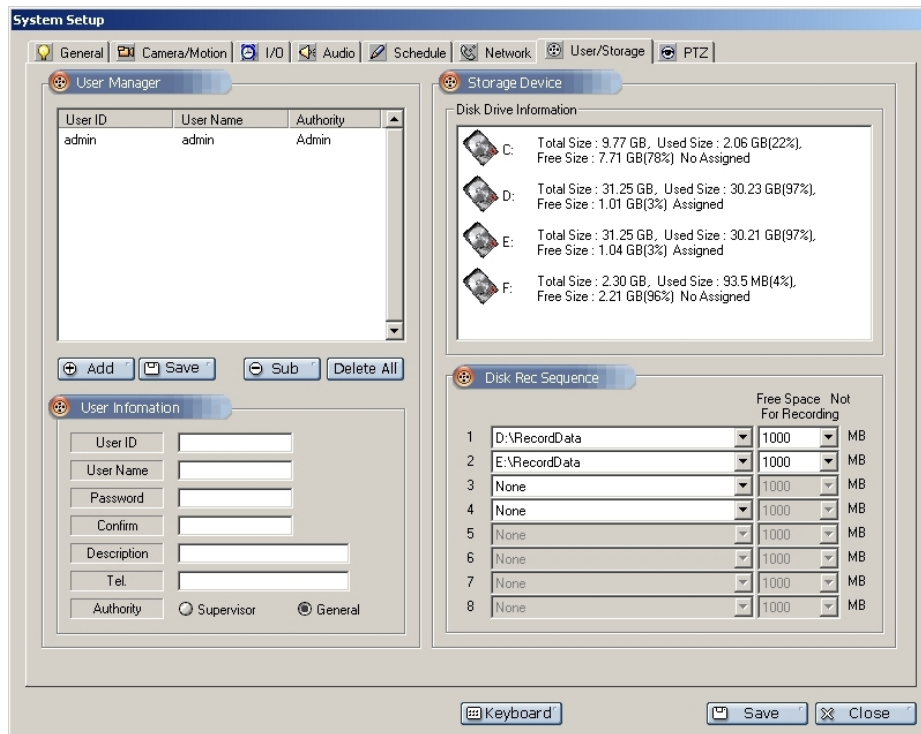 System Setup
General Camera/Motion I/O Audio Schedule Network User/Storage PTZ
User Manager
User ID User Name Authority
admin admin Admin
Add Save Sub Delete All
User Infomation
User ID
User Name
Password
Confirm
Description
Tel.
Authority Supervisor General
Storage Device
Disk Drive Information
C: Total Size : 9.77 GB, Used Size : 2.06 GB(22%),
Free Size : 7.71 GB(78%) No Assigned
D: Total Size : 31.25 GB, Used Size : 30.23 GB(97%),
Free Size : 1.01 GB(3%) Assigned
E: Total Size : 31.25 GB, Used Size : 30.21 GB(97%),
Free Size : 1.04 GB(3%) Assigned
F: Total Size : 2.30 GB, Used Size : 93.5 MB(4%),
Free Size : 2.21 GB(96%) No Assigned
Disk Rec Sequence
Free Space Not
For Recording
1 D:\RecordData 1000 MB
2 E:\RecordData 1000 MB
3 None 1000 MB
4 None 1000 MB
5 None 1000 MB
6 None 1000 MB
7 None 1000 MB
8 None 1000 MB
Keyboard Save Close